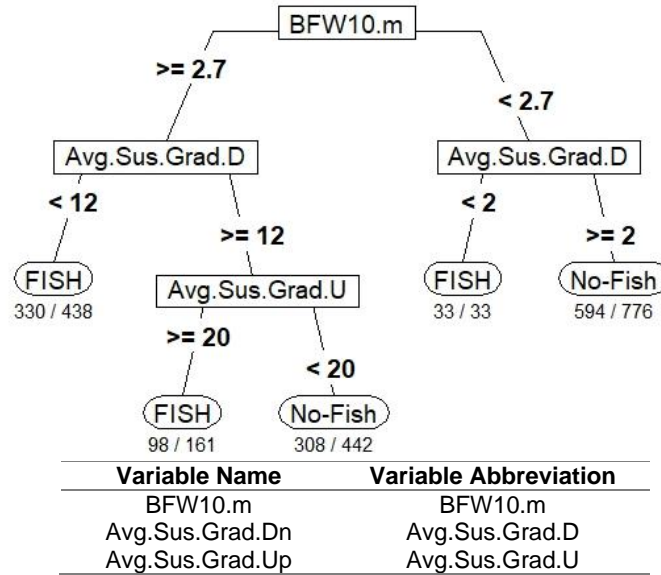 BFW10.m
>= 2.7
< 2.7
Avg.Sus.Grad.D
Avg.Sus.Grad.D
< 12
>= 12
< 2
>= 2
FISH
330 / 438
Avg.Sus.Grad.U
FISH
33 / 33
No-Fish
594 / 776
>= 20
< 20
FISH
98 / 161
No-Fish
308 / 442
Variable Name Variable Abbreviation
BFW10.m BFW10.m
Avg.Sus.Grad.Dn Avg.Sus.Grad.D
Avg.Sus.Grad.Up Avg.Sus.Grad.U